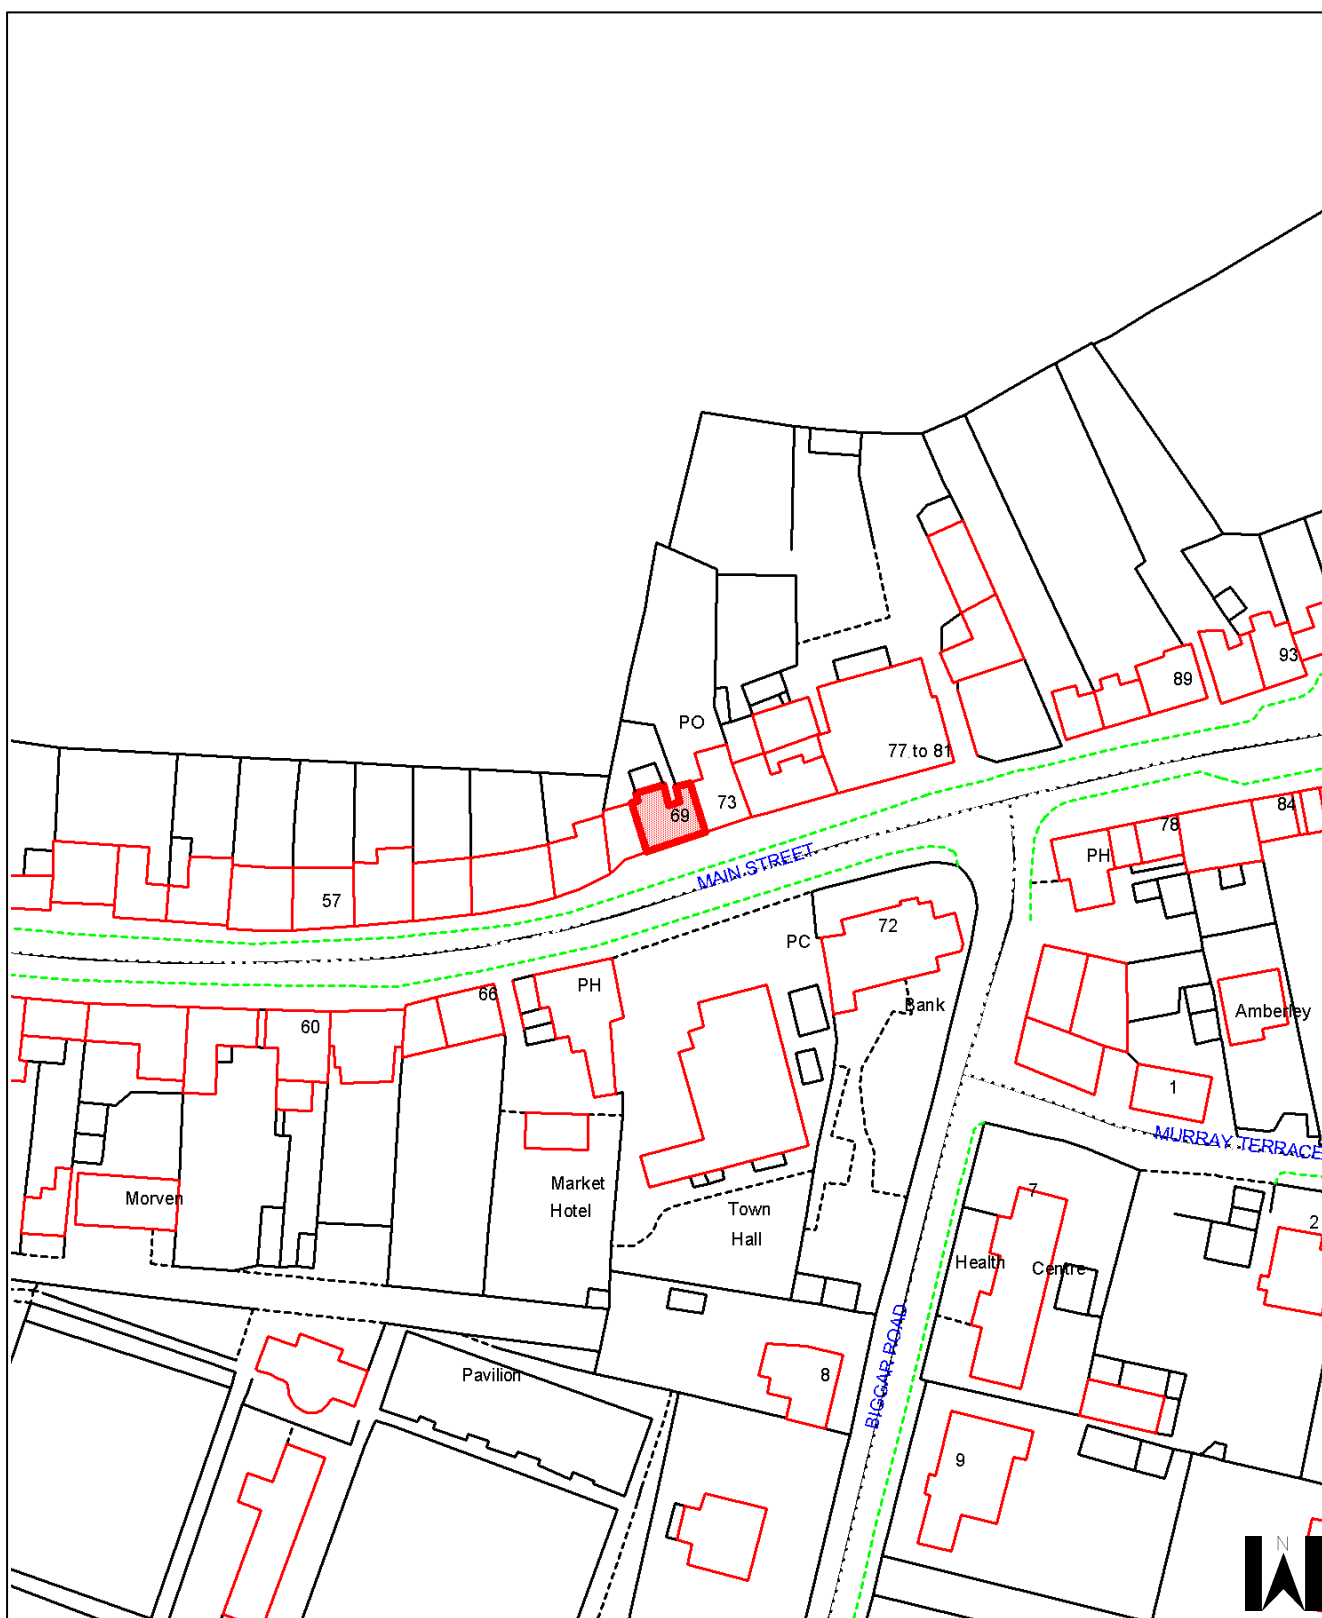 93
89
PO
77 to 81
73
69
84
78
PH
MAIN STREET
57
72
PC
66
PH
Bank
60
Amberley
1
MURRAY TERRACE
Morven
Market
Hotel
7
Town
Hall
2
Health Centre
BIGGAR ROAD
Pavilion
8
9
N